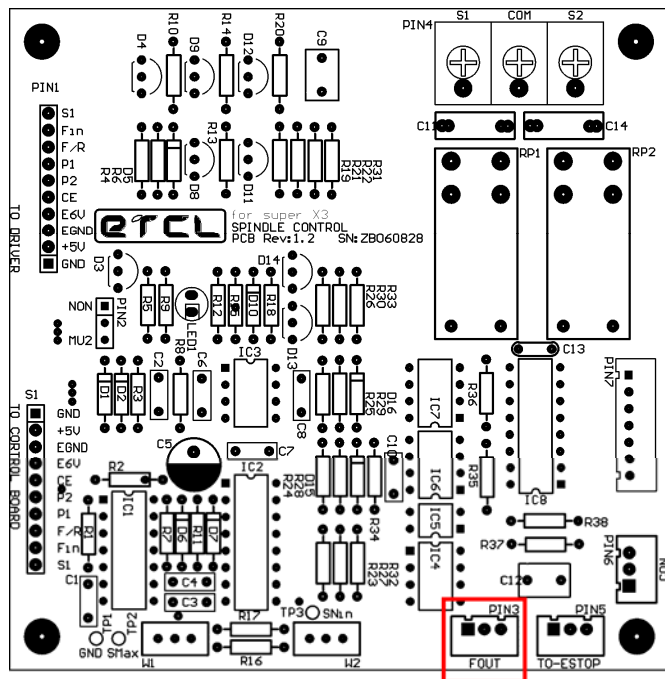 R10
R14
R20
D4
D9
D12
C9
PIN4
S1
COM
S2
PIN1
S1
Fin
F/R
P1
P2
CE
E6V
EGND
+5V
GND
TO DRIVER
C11
C14
RP1
RP2
R13
R4
R6
D5
D8
D11
R19
R21
R22
R31
eTCL
for super X3
SPINDLE CONTROL
PCB Rev:1.2 SN:ZB060828
D3
D14
NON
PIN2
MU2
R5
R9
LED1
R12
D10
R18
R26
R30
R33
D13
C13
S1
TO CONTROL BOARD
GND
+5V
EGND
E6V
CE
P2
P1
F/R
Fin
S1
D1
D2
R3
C2
R8
C6
IC3
C8
R25
R29
D16
IC7
R36
PIN7
C5
C7
R2
IC2
R24
R28
D15
R34
C10
IC6
R35
IC8
IC1
R1
R7
D6
R11
D7
IC5
IC4
R38
R37
R23
R27
R32
C1
C4
C3
C12
PIN6
NOJ
TP1
TP2
GND
SMax
W1
R17
R16
TP3
SNin
W2
PIN3
FOUT
PIN5
TO-ESTOP